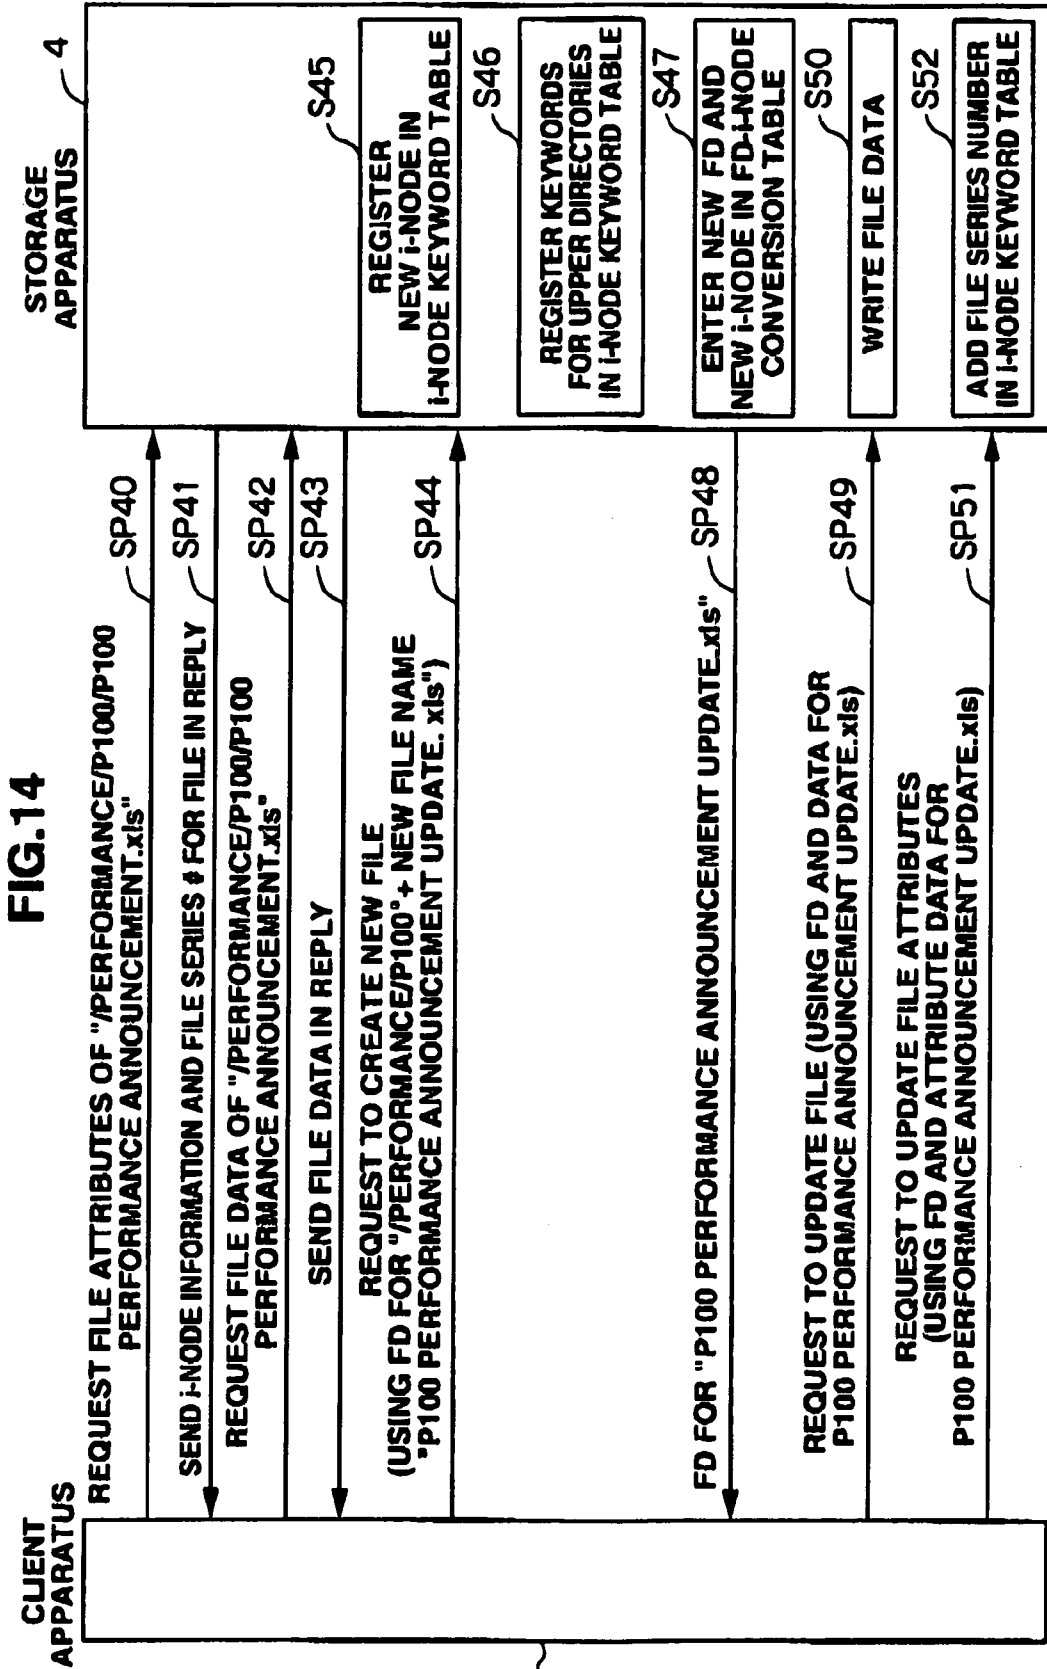 FIG.14
CLIENT
APPARATUS
STORAGE
APPARATUS
4
REQUEST FILE ATTRIBUTES OF "/PERFORMANCE/P100/P100
PERFORMANCE ANNOUNCEMENT.xls"
SP40
SEND i-NODE INFORMATION AND FILE SERIES # FOR FILE IN REPLY
SP41
REQUEST FILE DATA OF "/PERFORMANCE/P100/P100
PERFORMANCE ANNOUNCEMENT.xls"
SP42
SEND FILE DATA IN REPLY
SP43
REQUEST TO CREATE NEW FILE
(USING FD FOR "/PERFORMANCE/P100"+ NEW FILE NAME
"P100 PERFORMANCE ANNOUNCEMENT UPDATE. xls")
SP44
S45
REGISTER
NEW i-NODE IN
i-NODE KEYWORD TABLE
S46
REGISTER KEYWORDS
FOR UPPER DIRECTORIES
IN i-NODE KEYWORD TABLE
S47
ENTER NEW FD AND
NEW i-NODE IN FD-i-NODE
CONVERSION TABLE
FD FOR "P100 PERFORMANCE ANNOUNCEMENT UPDATE.xls"
SP48
REQUEST TO UPDATE FILE (USING FD AND DATA FOR
P100 PERFORMANCE ANNOUNCEMENT UPDATE.xls)
SP49
S50
WRITE FILE DATA
REQUEST TO UPDATE FILE ATTRIBUTES
(USING FD AND ATTRIBUTE DATA FOR
P100 PERFORMANCE ANNOUNCEMENT UPDATE.xls)
SP51
S52
ADD FILE SERIES NUMBER
IN i-NODE KEYWORD TABLE